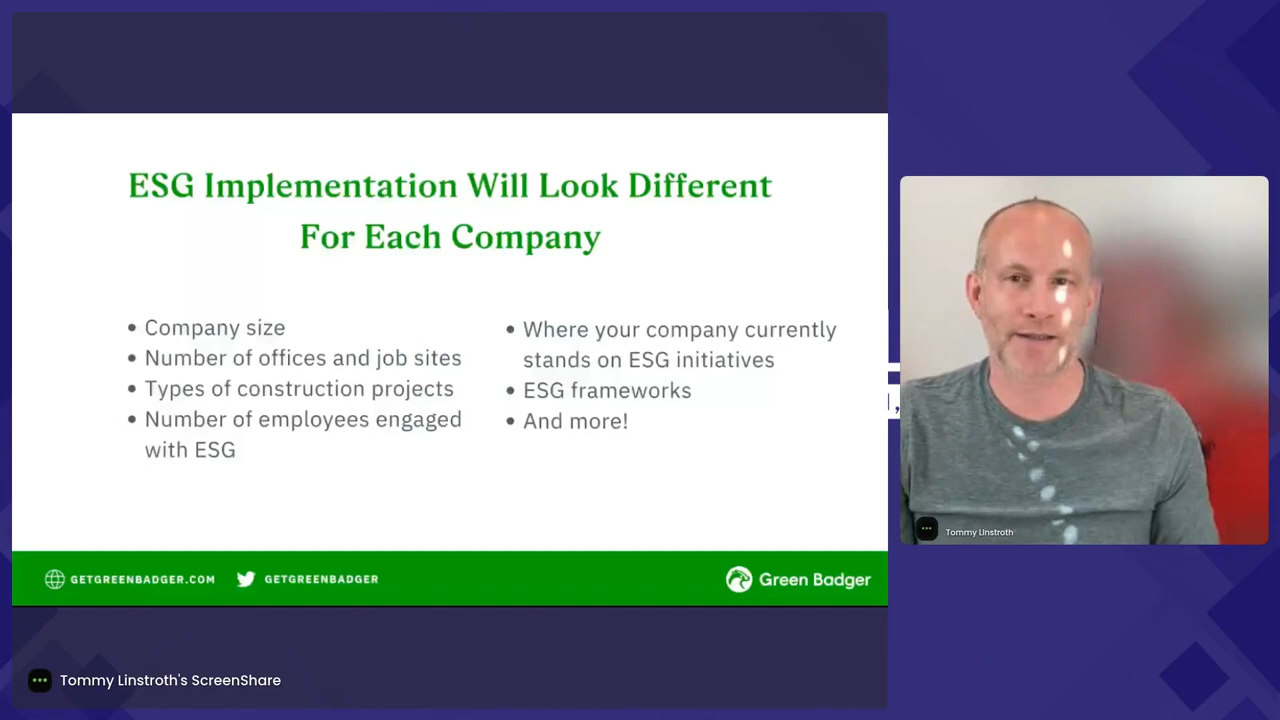 ESG Implementation Will Look Different
For Each Company
• Company size
• Number of offices and job sites
• Types of construction projects
• Number of employees engaged
with ESG
• Where your company currently
stands on ESG initiatives
• ESG frameworks
• And more!
GETGREENBADGER.COM
GETGREENBADGER
Green Badger
Tommy Linstroth
Tommy Linstroth's ScreenShare